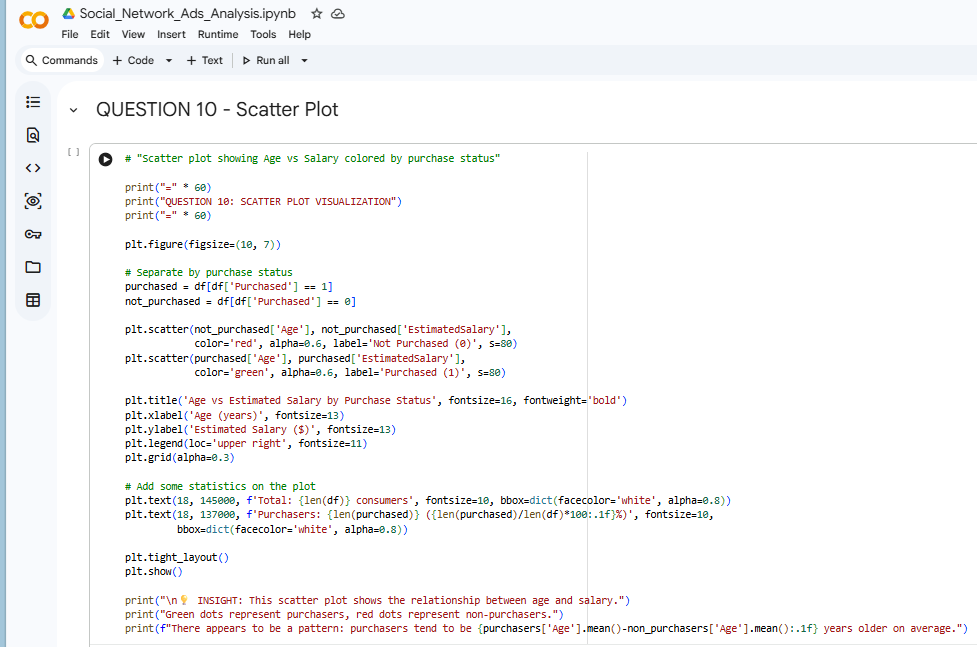 Social_Network_Ads_Analysis.ipynb
File Edit View Insert Runtime Tools Help
Commands + Code + Text Run all
QUESTION 10 - Scatter Plot
[ ]
# "Scatter plot showing Age vs Salary colored by purchase status"
print("=" * 60)
print("QUESTION 10: SCATTER PLOT VISUALIZATION")
print("=" * 60)
plt.figure(figsize=(10, 7))
# Separate by purchase status
purchased = df[df['Purchased'] == 1]
not_purchased = df[df['Purchased'] == 0]
plt.scatter(not_purchased['Age'], not_purchased['EstimatedSalary'],
color='red', alpha=0.6, label='Not Purchased (0)', s=80)
plt.scatter(purchased['Age'], purchased['EstimatedSalary'],
color='green', alpha=0.6, label='Purchased (1)', s=80)
plt.title('Age vs Estimated Salary by Purchase Status', fontsize=16, fontweight='bold')
plt.xlabel('Age (years)', fontsize=13)
plt.ylabel('Estimated Salary ($)', fontsize=13)
plt.legend(loc='upper right', fontsize=11)
plt.grid(alpha=0.3)
# Add some statistics on the plot
plt.text(18, 145000, f'Total: {len(df)} consumers', fontsize=10, bbox=dict(facecolor='white', alpha=0.8))
plt.text(18, 137000, f'Purchasers: {len(purchased)} ({len(purchased)/len(df)*100:.1f}%)', fontsize=10,
bbox=dict(facecolor='white', alpha=0.8))
plt.tight_layout()
plt.show()
print("\n💡 INSIGHT: This scatter plot shows the relationship between age and salary.")
print("Green dots represent purchasers, red dots represent non-purchasers.")
print(f"There appears to be a pattern: purchasers tend to be {purchasers['Age'].mean()-non_purchasers['Age'].mean():.1f} years older on average.")